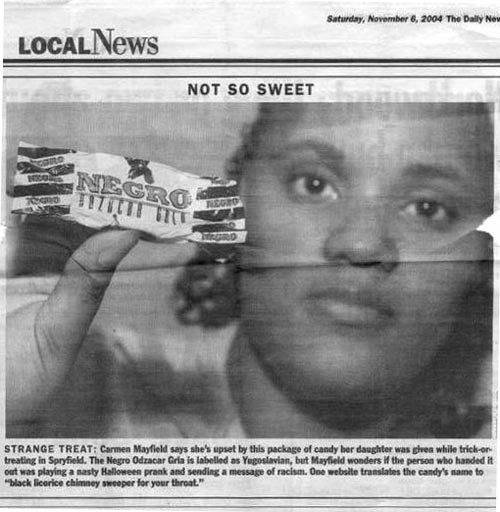 Saturday, November 6, 2004 The Daily New
LOCALNews
NOT SO SWEET
NEGRO
NEGRO
NEGRO
NEGRO
NEGRO
NEGRO
NEGRO
STRANGE TREAT: Carmen Mayfield says she's upset by this package of candy her daughter was given while trick-or-
treating in Spryfield. The Negro Odzacar Grla is labelled as Yugoslavian, but Mayfield wonders if the person who handed it
out was playing a nasty Halloween prank and sending a message of racism. One website translates the candy's name to
"black licorice chimney sweeper for your throat."